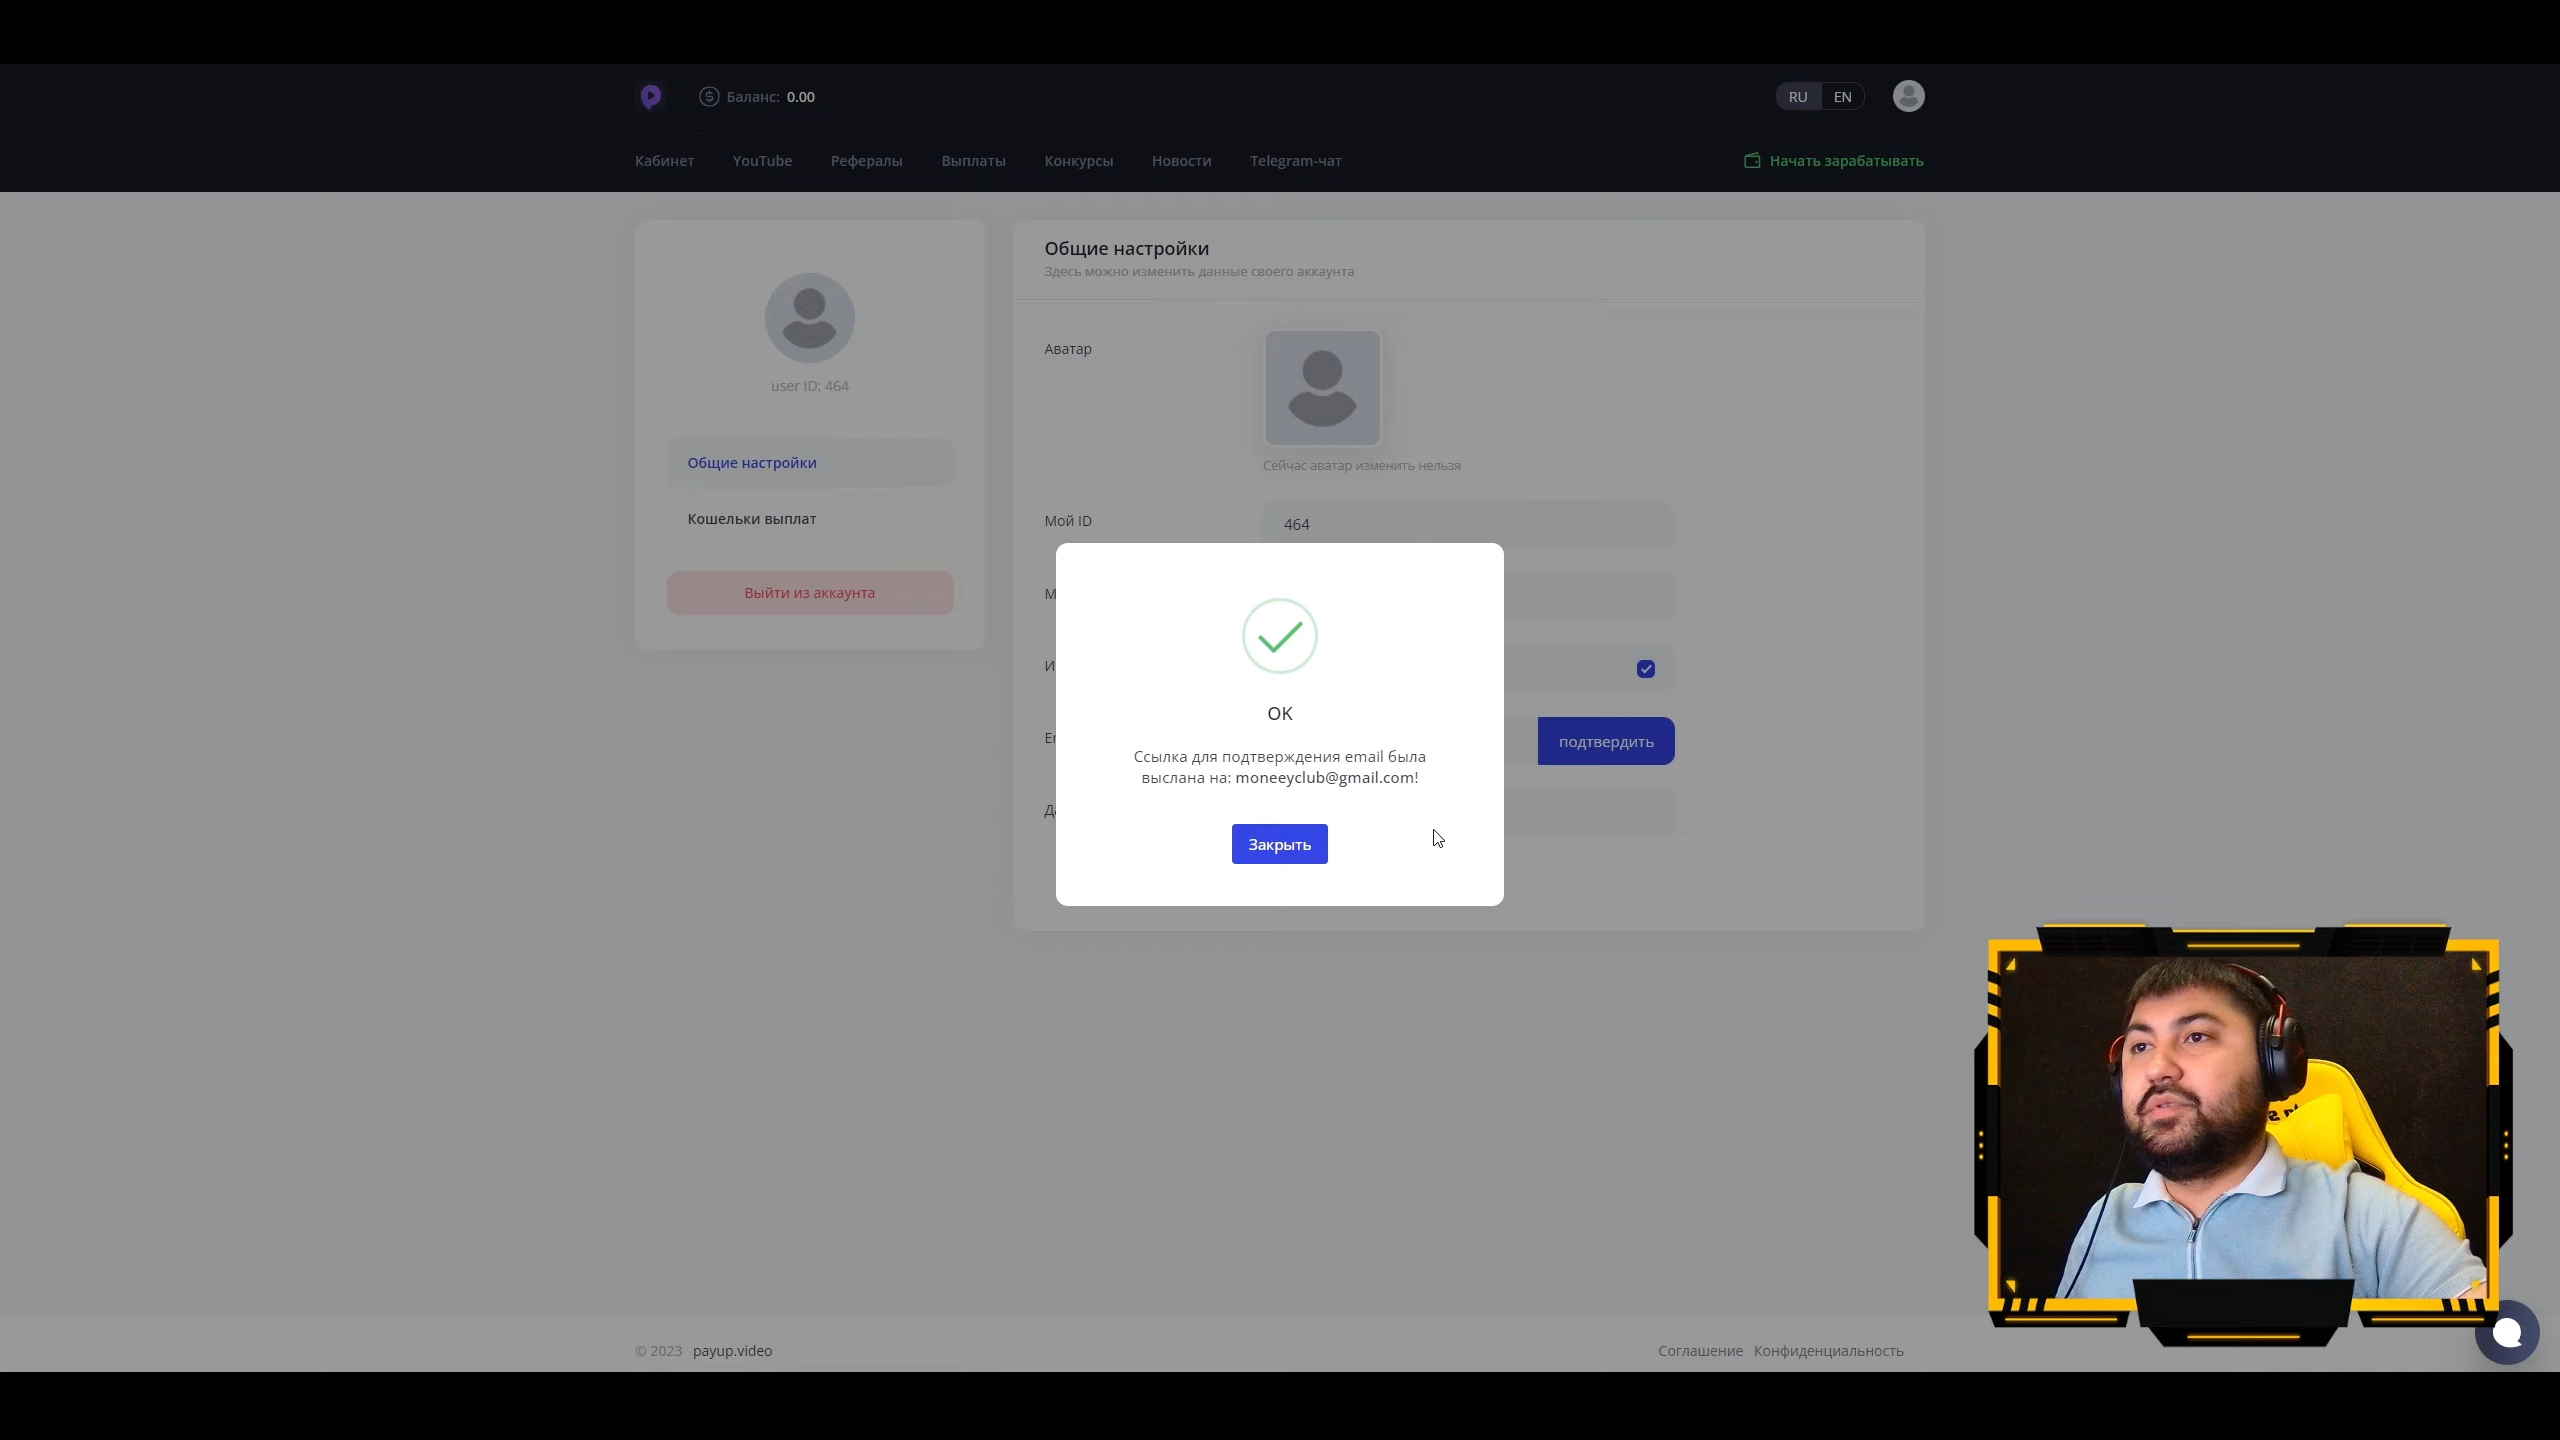 Баланс: 0.00
RU EN
Кабинет YouTube Рефералы Выплаты Конкурсы Новости Telegram-чат
Начать зарабатывать
user ID: 464
Общие настройки
Кошельки выплат
Выйти из аккаунта
Общие настройки
Здесь можно изменить данные своего аккаунта
Аватар
Сейчас аватар изменить нельзя
Мой ID
464
подтвердить
OK
Ссылка для подтверждения email была
выслана на: moneeyclub@gmail.com!
Закрыть
© 2023 payup.video
Соглашение Конфиденциальность